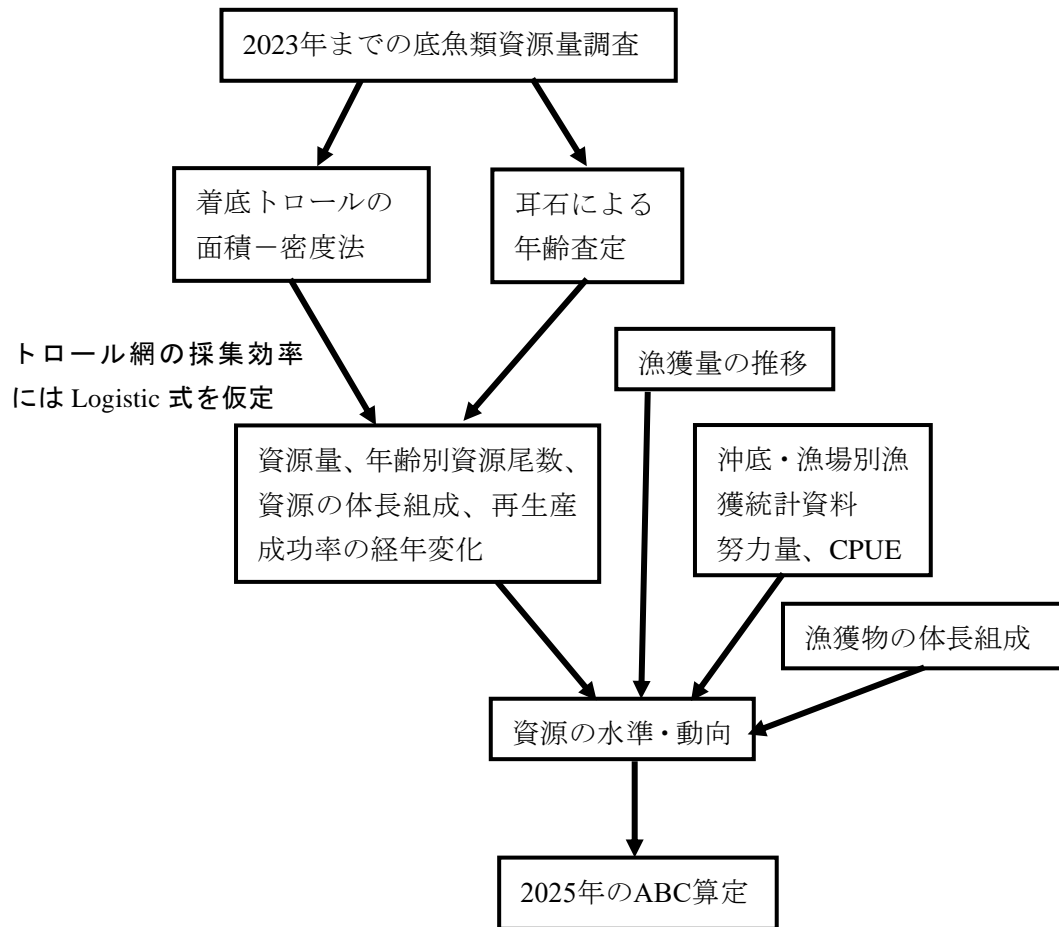 2023年までの底魚類資源量調査
着底トロールの
面積－密度法
耳石による
年齢査定
トロール網の採集効率
には Logistic 式を仮定
漁獲量の推移
資源量、年齢別資源尾数、
資源の体長組成、再生産
成功率の経年変化
沖底・漁場別漁
獲統計資料
努力量、CPUE
漁獲物の体長組成
資源の水準・動向
2025年のABC算定